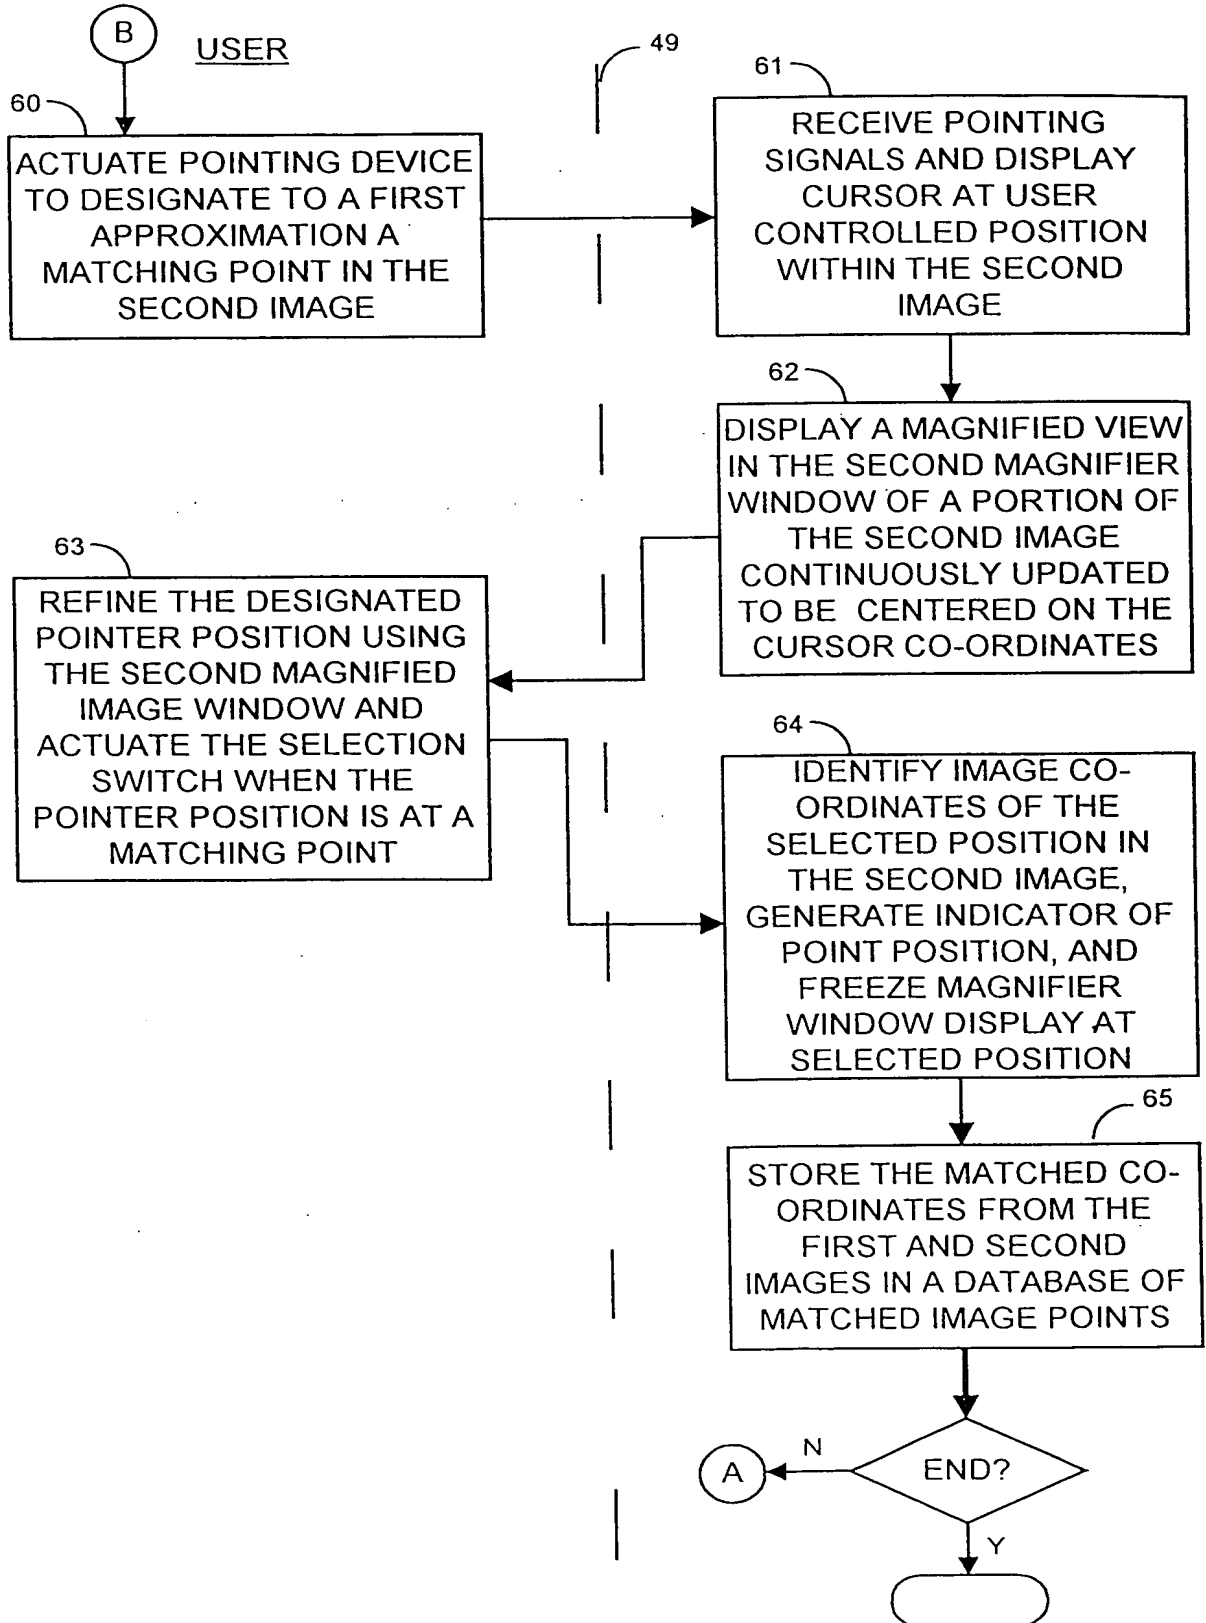 B
USER
49
60
ACTUATE POINTING DEVICE
TO DESIGNATE TO A FIRST
APPROXIMATION A
MATCHING POINT IN THE
SECOND IMAGE
61
RECEIVE POINTING
SIGNALS AND DISPLAY
CURSOR AT USER
CONTROLLED POSITION
WITHIN THE SECOND
IMAGE
62
DISPLAY A MAGNIFIED VIEW
IN THE SECOND MAGNIFIER
WINDOW OF A PORTION OF
THE SECOND IMAGE
CONTINUOUSLY UPDATED
TO BE CENTERED ON THE
CURSOR CO-ORDINATES
63
REFINE THE DESIGNATED
POINTER POSITION USING
THE SECOND MAGNIFIED
IMAGE WINDOW AND
ACTUATE THE SELECTION
SWITCH WHEN THE
POINTER POSITION IS AT A
MATCHING POINT
64
IDENTIFY IMAGE CO-
ORDINATES OF THE
SELECTED POSITION IN
THE SECOND IMAGE,
GENERATE INDICATOR OF
POINT POSITION, AND
FREEZE MAGNIFIER
WINDOW DISPLAY AT
SELECTED POSITION
65
STORE THE MATCHED CO-
ORDINATES FROM THE
FIRST AND SECOND
IMAGES IN A DATABASE OF
MATCHED IMAGE POINTS
END?
N
A
Y